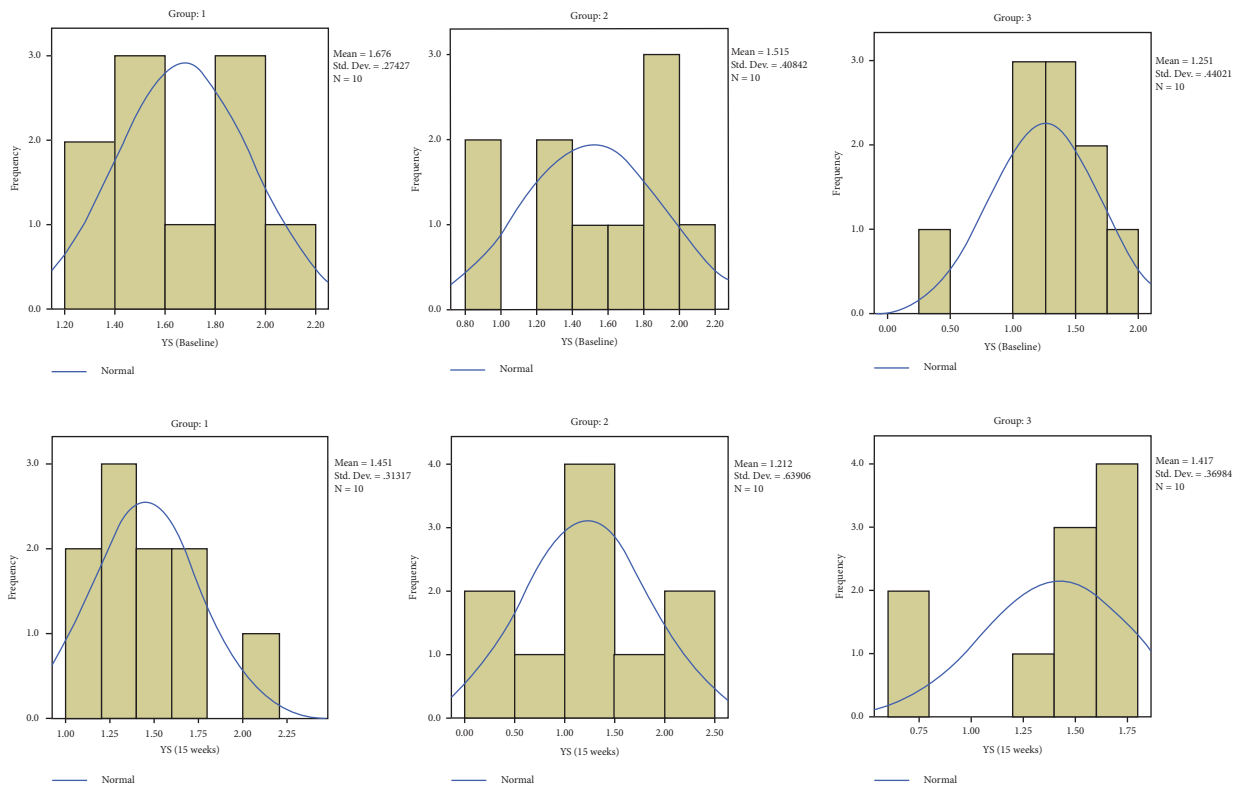 Group: 1
Mean = 1.676
Std. Dev. = .27427
N = 10
Frequency
3.0
2.0
1.0
0.0
1.20 1.40 1.60 1.80 2.00 2.20
YS (Baseline)
Normal
Group: 2
Mean = 1.515
Std. Dev. = .40842
N = 10
Frequency
3.0
2.0
1.0
0.0
0.80 1.00 1.20 1.40 1.60 1.80 2.00 2.20
YS (Baseline)
Normal
Group: 3
Mean = 1.251
Std. Dev. = .44021
N = 10
Frequency
3.0
2.0
1.0
0.0
0.00 0.50 1.00 1.50 2.00
YS (Baseline)
Normal
Group: 1
Mean = 1.451
Std. Dev. = .31317
N = 10
Frequency
3.0
2.0
1.0
0.0
1.00 1.25 1.50 1.75 2.00 2.25
YS (15 weeks)
Normal
Group: 2
Mean = 1.212
Std. Dev. = .63906
N = 10
Frequency
4.0
3.0
2.0
1.0
0.0
0.00 0.50 1.00 1.50 2.00 2.50
YS (15 weeks)
Normal
Group: 3
Mean = 1.417
Std. Dev. = .36984
N = 10
Frequency
4.0
3.0
2.0
1.0
0.0
0.75 1.00 1.25 1.50 1.75
YS (15 weeks)
Normal